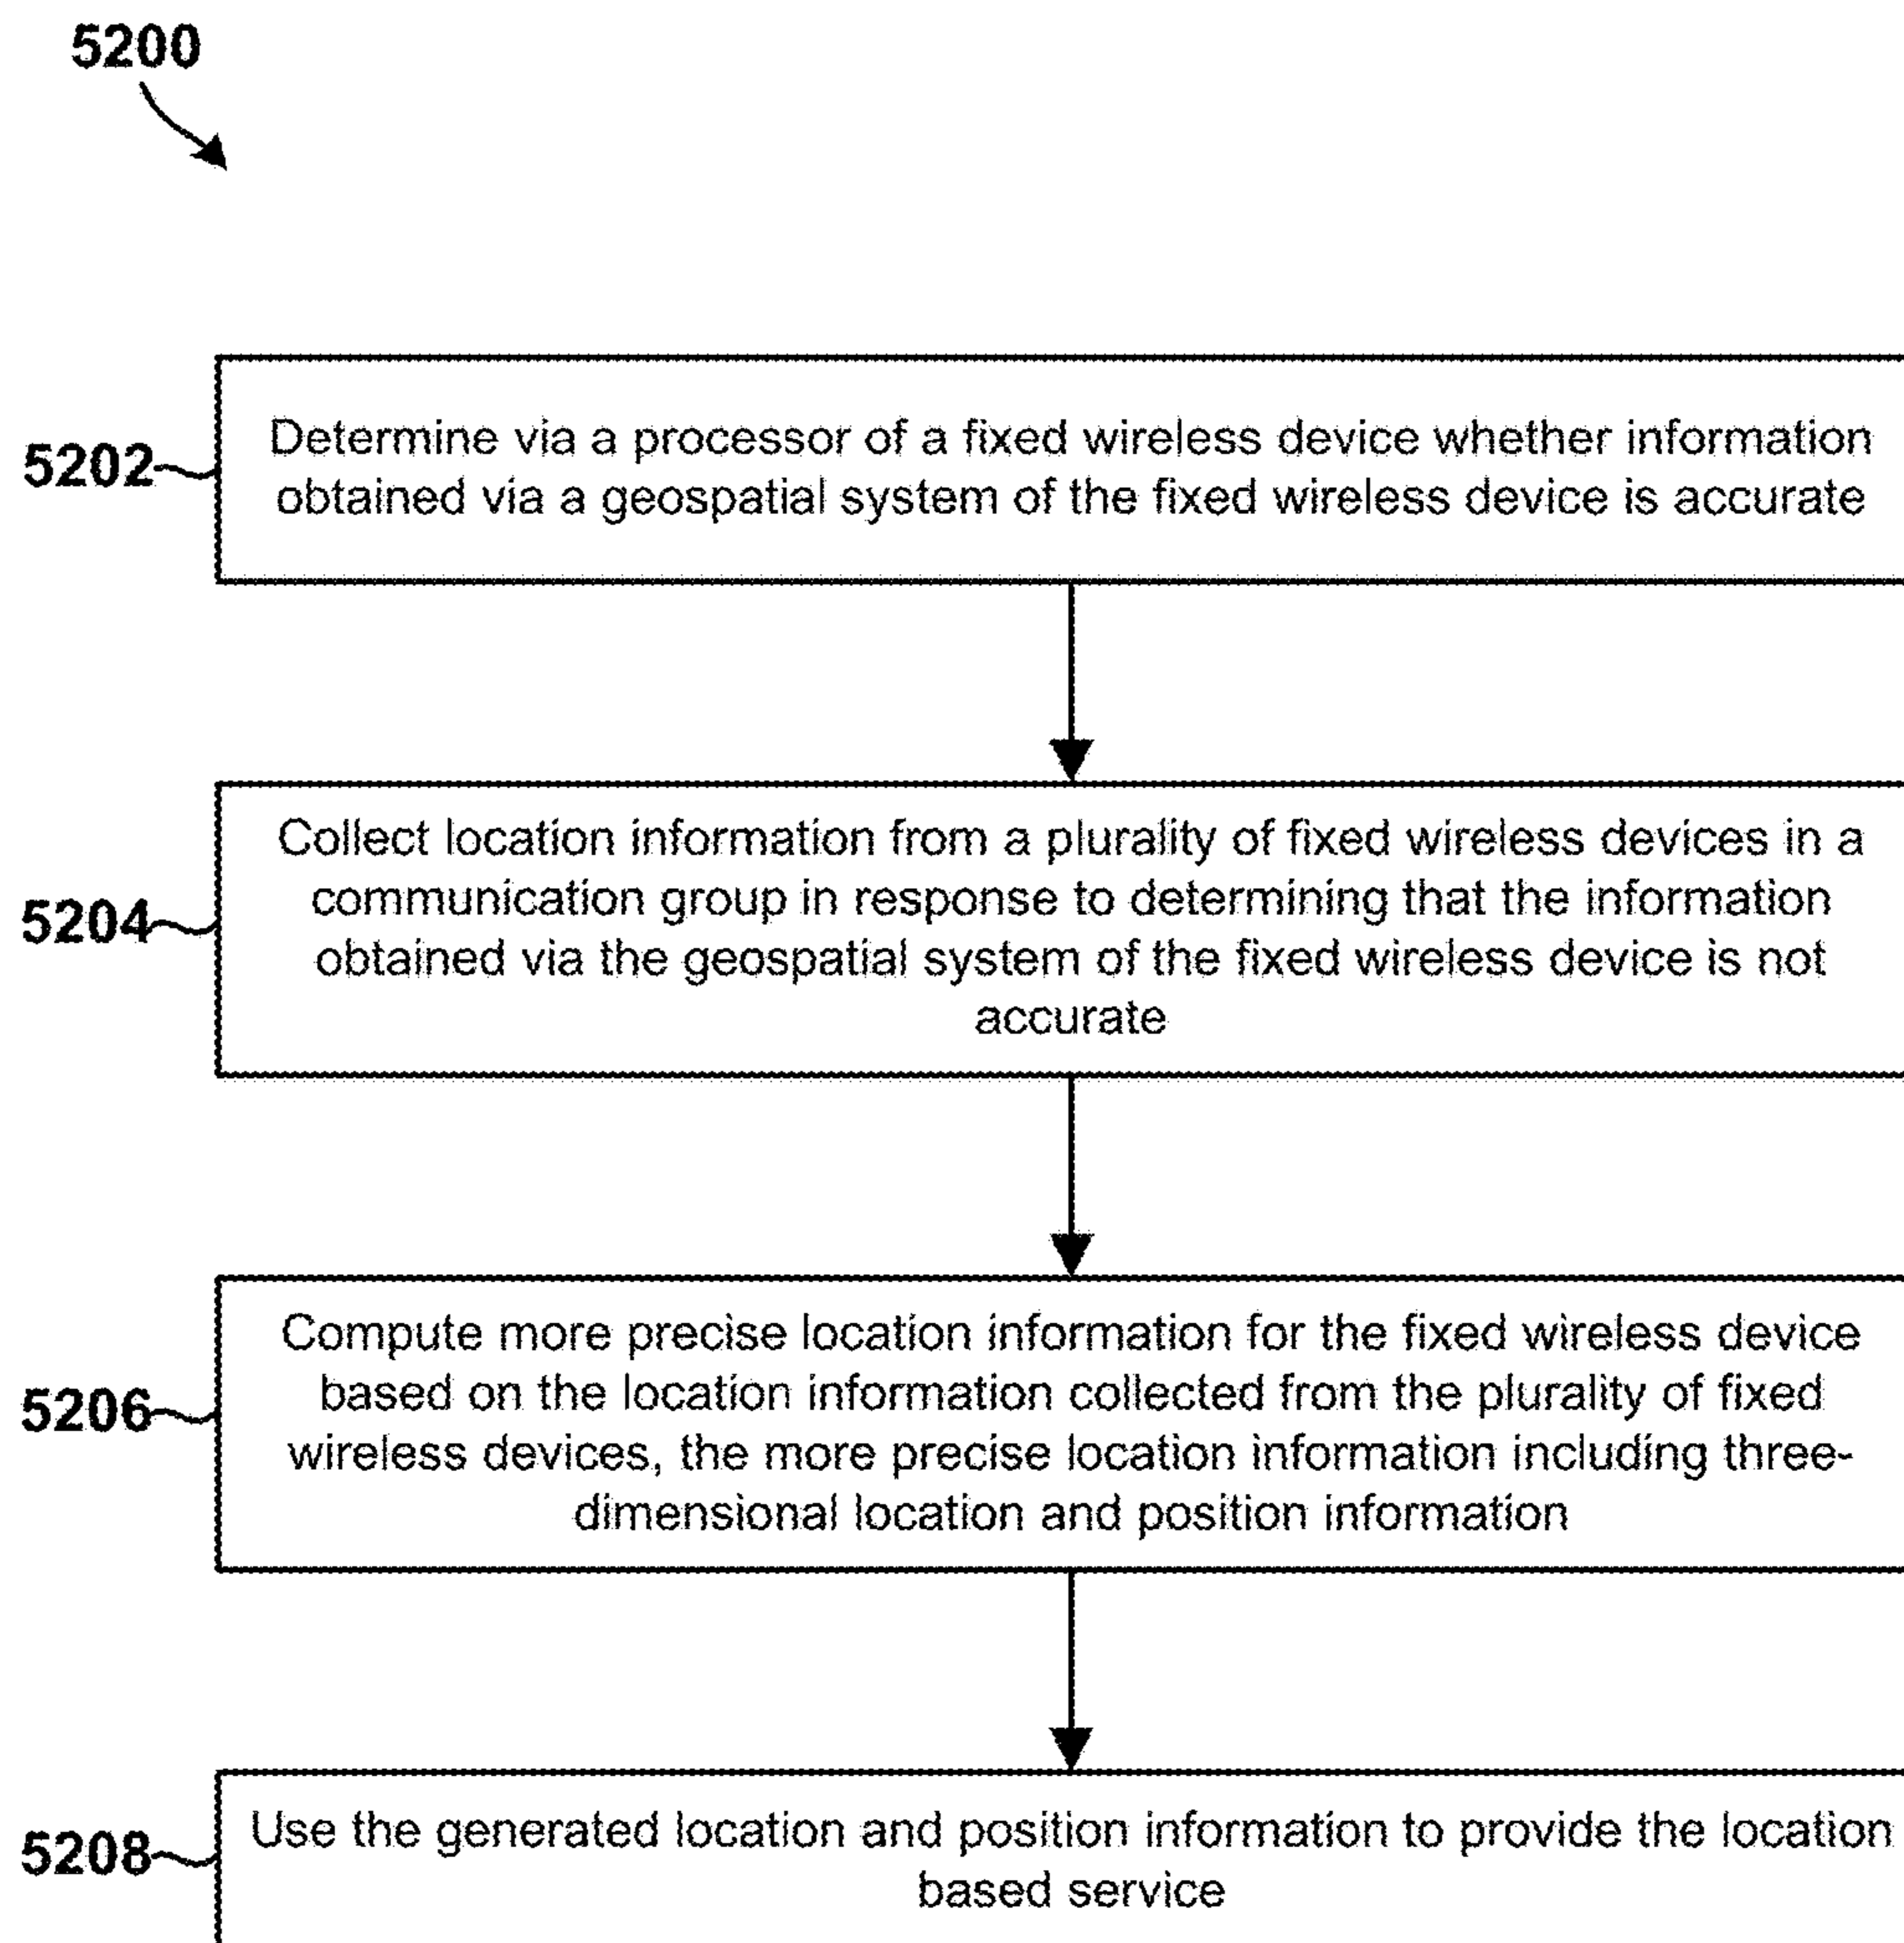 5200
5202
Determine via a processor of a fixed wireless device whether information
obtained via a geospatial system of the fixed wireless device is accurate
5204
Collect location information from a plurality of fixed wireless devices in a
communication group in response to determining that the information
obtained via the geospatial system of the fixed wireless device is not
accurate
5206
Compute more precise location information for the fixed wireless device
based on the location information collected from the plurality of fixed
wireless devices, the more precise location information including three-
dimensional location and position information
5208
Use the generated location and position information to provide the location
based service